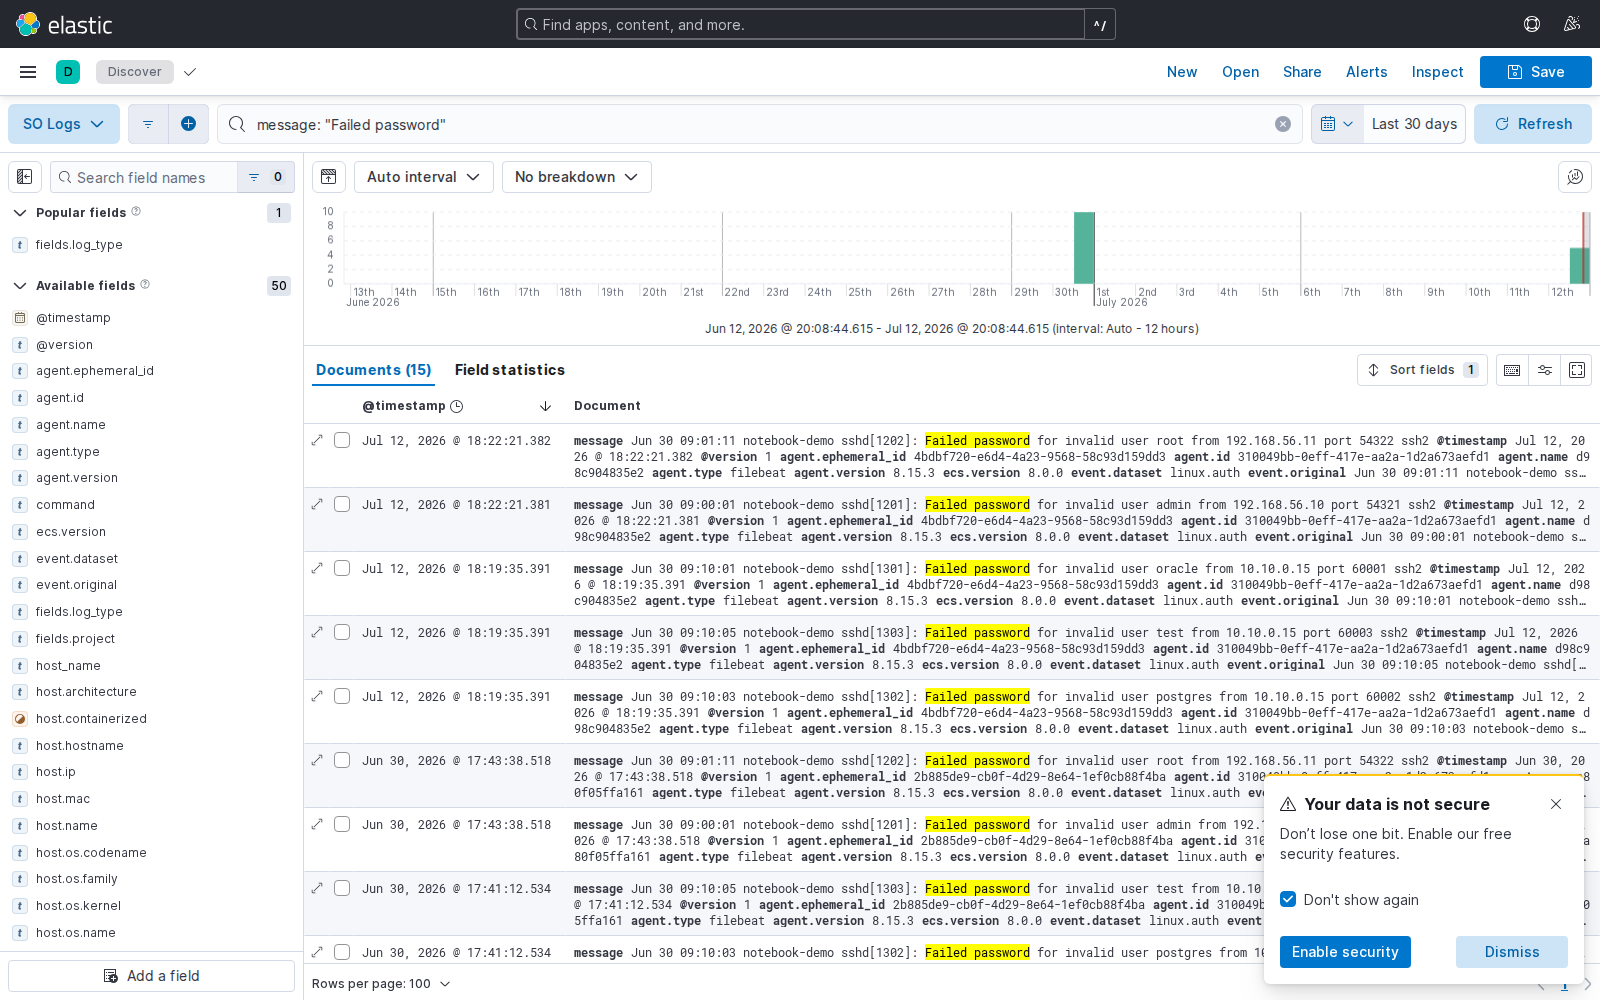 elastic
Find apps, content, and more.
^/
D
Discover
New
Open
Share
Alerts
Inspect
Save
SO Logs
message: "Failed password"
Last 30 days
Refresh
Search field names
0
Auto interval
No breakdown
Popular fields
1
fields.log_type
Available fields
50
@timestamp
@version
agent.ephemeral_id
agent.id
agent.name
agent.type
agent.version
command
ecs.version
event.dataset
event.original
fields.log_type
fields.project
host_name
host.architecture
host.containerized
host.hostname
host.ip
host.mac
host.name
host.os.codename
host.os.family
host.os.kernel
host.os.name
Add a field
10
8
6
4
2
0
13th 14th 15th 16th 17th 18th 19th 20th 21st 22nd 23rd 24th 25th 26th 27th 28th 29th 30th 1st 2nd 3rd 4th 5th 6th 7th 8th 9th 10th 11th 12th
June 2026 July 2026
Jun 12, 2026 @ 20:08:44.615 - Jul 12, 2026 @ 20:08:44.615 (interval: Auto - 12 hours)
Documents (15)
Field statistics
Sort fields 1
@timestamp
Document
Jul 12, 2026 @ 18:22:21.382
message Jun 30 09:01:11 notebook-demo sshd[1202]: Failed password for invalid user root from 192.168.56.11 port 54322 ssh2 @timestamp Jul 12, 20
26 @ 18:22:21.382 @version 1 agent.ephemeral_id 4bdbf720-e6d4-4a23-9568-58c93d159dd3 agent.id 310049bb-0eff-417e-aa2a-1d2a673aefd1 agent.name d9
8c904835e2 agent.type filebeat agent.version 8.15.3 ecs.version 8.0.0 event.dataset linux.auth event.original Jun 30 09:01:11 notebook-demo ss…
Jul 12, 2026 @ 18:22:21.381
message Jun 30 09:00:01 notebook-demo sshd[1201]: Failed password for invalid user admin from 192.168.56.10 port 54321 ssh2 @timestamp Jul 12, 2
026 @ 18:22:21.381 @version 1 agent.ephemeral_id 4bdbf720-e6d4-4a23-9568-58c93d159dd3 agent.id 310049bb-0eff-417e-aa2a-1d2a673aefd1 agent.name d
98c904835e2 agent.type filebeat agent.version 8.15.3 ecs.version 8.0.0 event.dataset linux.auth event.original Jun 30 09:00:01 notebook-demo s…
Jul 12, 2026 @ 18:19:35.391
message Jun 30 09:10:01 notebook-demo sshd[1301]: Failed password for invalid user oracle from 10.10.0.15 port 60001 ssh2 @timestamp Jul 12, 202
6 @ 18:19:35.391 @version 1 agent.ephemeral_id 4bdbf720-e6d4-4a23-9568-58c93d159dd3 agent.id 310049bb-0eff-417e-aa2a-1d2a673aefd1 agent.name d98
c904835e2 agent.type filebeat agent.version 8.15.3 ecs.version 8.0.0 event.dataset linux.auth event.original Jun 30 09:10:01 notebook-demo ssh…
Jul 12, 2026 @ 18:19:35.391
message Jun 30 09:10:05 notebook-demo sshd[1303]: Failed password for invalid user test from 10.10.0.15 port 60003 ssh2 @timestamp Jul 12, 2026
@ 18:19:35.391 @version 1 agent.ephemeral_id 4bdbf720-e6d4-4a23-9568-58c93d159dd3 agent.id 310049bb-0eff-417e-aa2a-1d2a673aefd1 agent.name d98c9
04835e2 agent.type filebeat agent.version 8.15.3 ecs.version 8.0.0 event.dataset linux.auth event.original Jun 30 09:10:05 notebook-demo sshd[…
Jul 12, 2026 @ 18:19:35.391
message Jun 30 09:10:03 notebook-demo sshd[1302]: Failed password for invalid user postgres from 10.10.0.15 port 60002 ssh2 @timestamp Jul 12, 2
026 @ 18:19:35.391 @version 1 agent.ephemeral_id 4bdbf720-e6d4-4a23-9568-58c93d159dd3 agent.id 310049bb-0eff-417e-aa2a-1d2a673aefd1 agent.name d
98c904835e2 agent.type filebeat agent.version 8.15.3 ecs.version 8.0.0 event.dataset linux.auth event.original Jun 30 09:10:03 notebook-demo s…
Jun 30, 2026 @ 17:43:38.518
message Jun 30 09:01:11 notebook-demo sshd[1202]: Failed password for invalid user root from 192.168.56.11 port 54322 ssh2 @timestamp Jun 30, 20
26 @ 17:43:38.518 @version 1 agent.ephemeral_id 2b885de9-cb0f-4d29-8e64-1ef0cb88f4ba agent.id
0f05ffa161 agent.type filebeat agent.version 8.15.3 ecs.version 8.0.0 event.dataset linux.auth
Jun 30, 2026 @ 17:43:38.518
message Jun 30 09:00:01 notebook-demo sshd[1201]: Failed password for invalid user admin from 192.1
026 @ 17:43:38.518 @version 1 agent.ephemeral_id 2b885de9-cb0f-4d29-8e64-1ef0cb88f4ba agent.id 310
80f05ffa161 agent.type filebeat agent.version 8.15.3 ecs.version 8.0.0 event.dataset linux.auth
Jun 30, 2026 @ 17:41:12.534
message Jun 30 09:10:05 notebook-demo sshd[1303]: Failed password for invalid user test from 10.10
@ 17:41:12.534 @version 1 agent.ephemeral_id 2b885de9-cb0f-4d29-8e64-1ef0cb88f4ba agent.id 310049b
5ffa161 agent.type filebeat agent.version 8.15.3 ecs.version 8.0.0 event.dataset linux.auth event
Jun 30, 2026 @ 17:41:12.534
message Jun 30 09:10:03 notebook-demo sshd[1302]: Failed password for invalid user postgres from
Rows per page: 100
1
Your data is not secure
Don’t lose one bit. Enable our free
security features.
Don't show again
Enable security
Dismiss